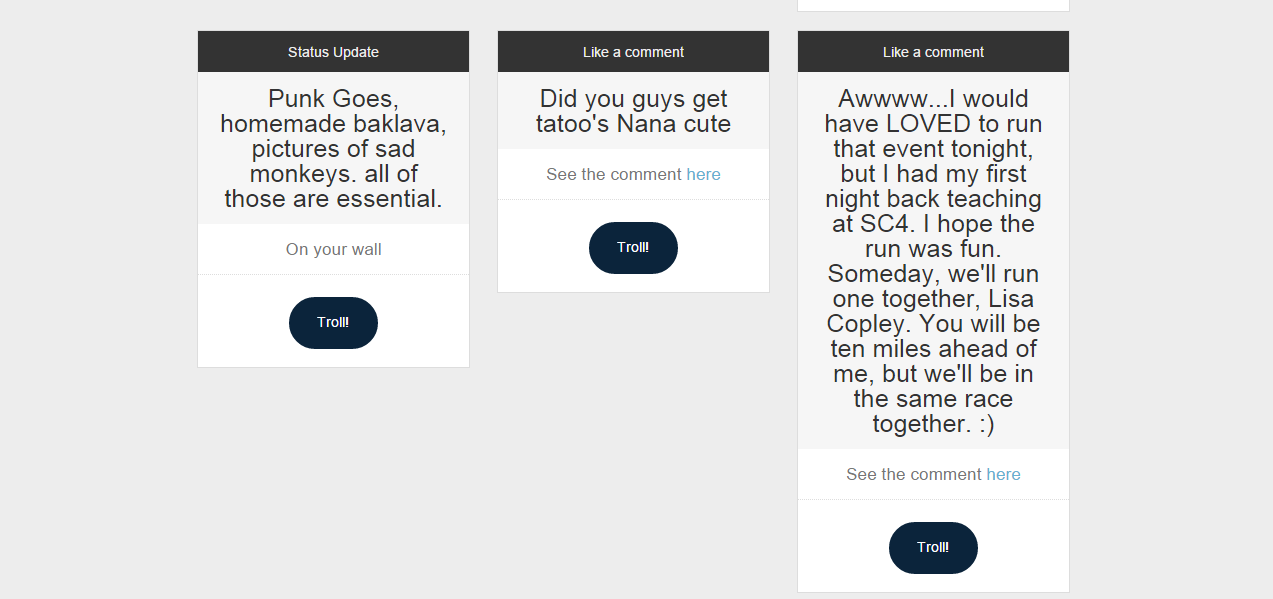 Status Update
Punk Goes,
homemade baklava,
pictures of sad
monkeys. all of
those are essential.
On your wall
Troll!
Like a comment
Did you guys get
tatoo's Nana cute
See the comment here
Troll!
Like a comment
Awwww...I would
have LOVED to run
that event tonight,
but I had my first
night back teaching
at SC4. I hope the
run was fun.
Someday, we'll run
one together, Lisa
Copley. You will be
ten miles ahead of
me, but we'll be in
the same race
together. :)
See the comment here
Troll!